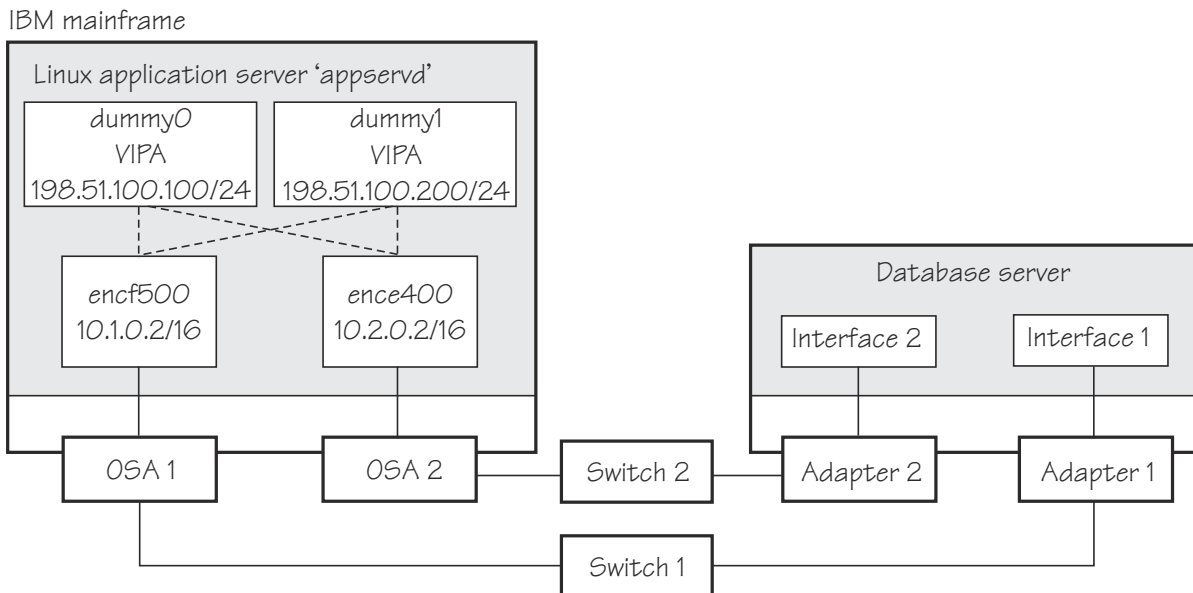 IBM mainframe
Linux application server ‘appservd’
dummy0
VIPA
198.51.100.100/24
dummy1
VIPA
198.51.100.200/24
encf500
10.1.0.2/16
ence400
10.2.0.2/16
Database server
Interface 2
Interface 1
OSA 1
OSA 2
Switch 2
Adapter 2
Adapter 1
Switch 1